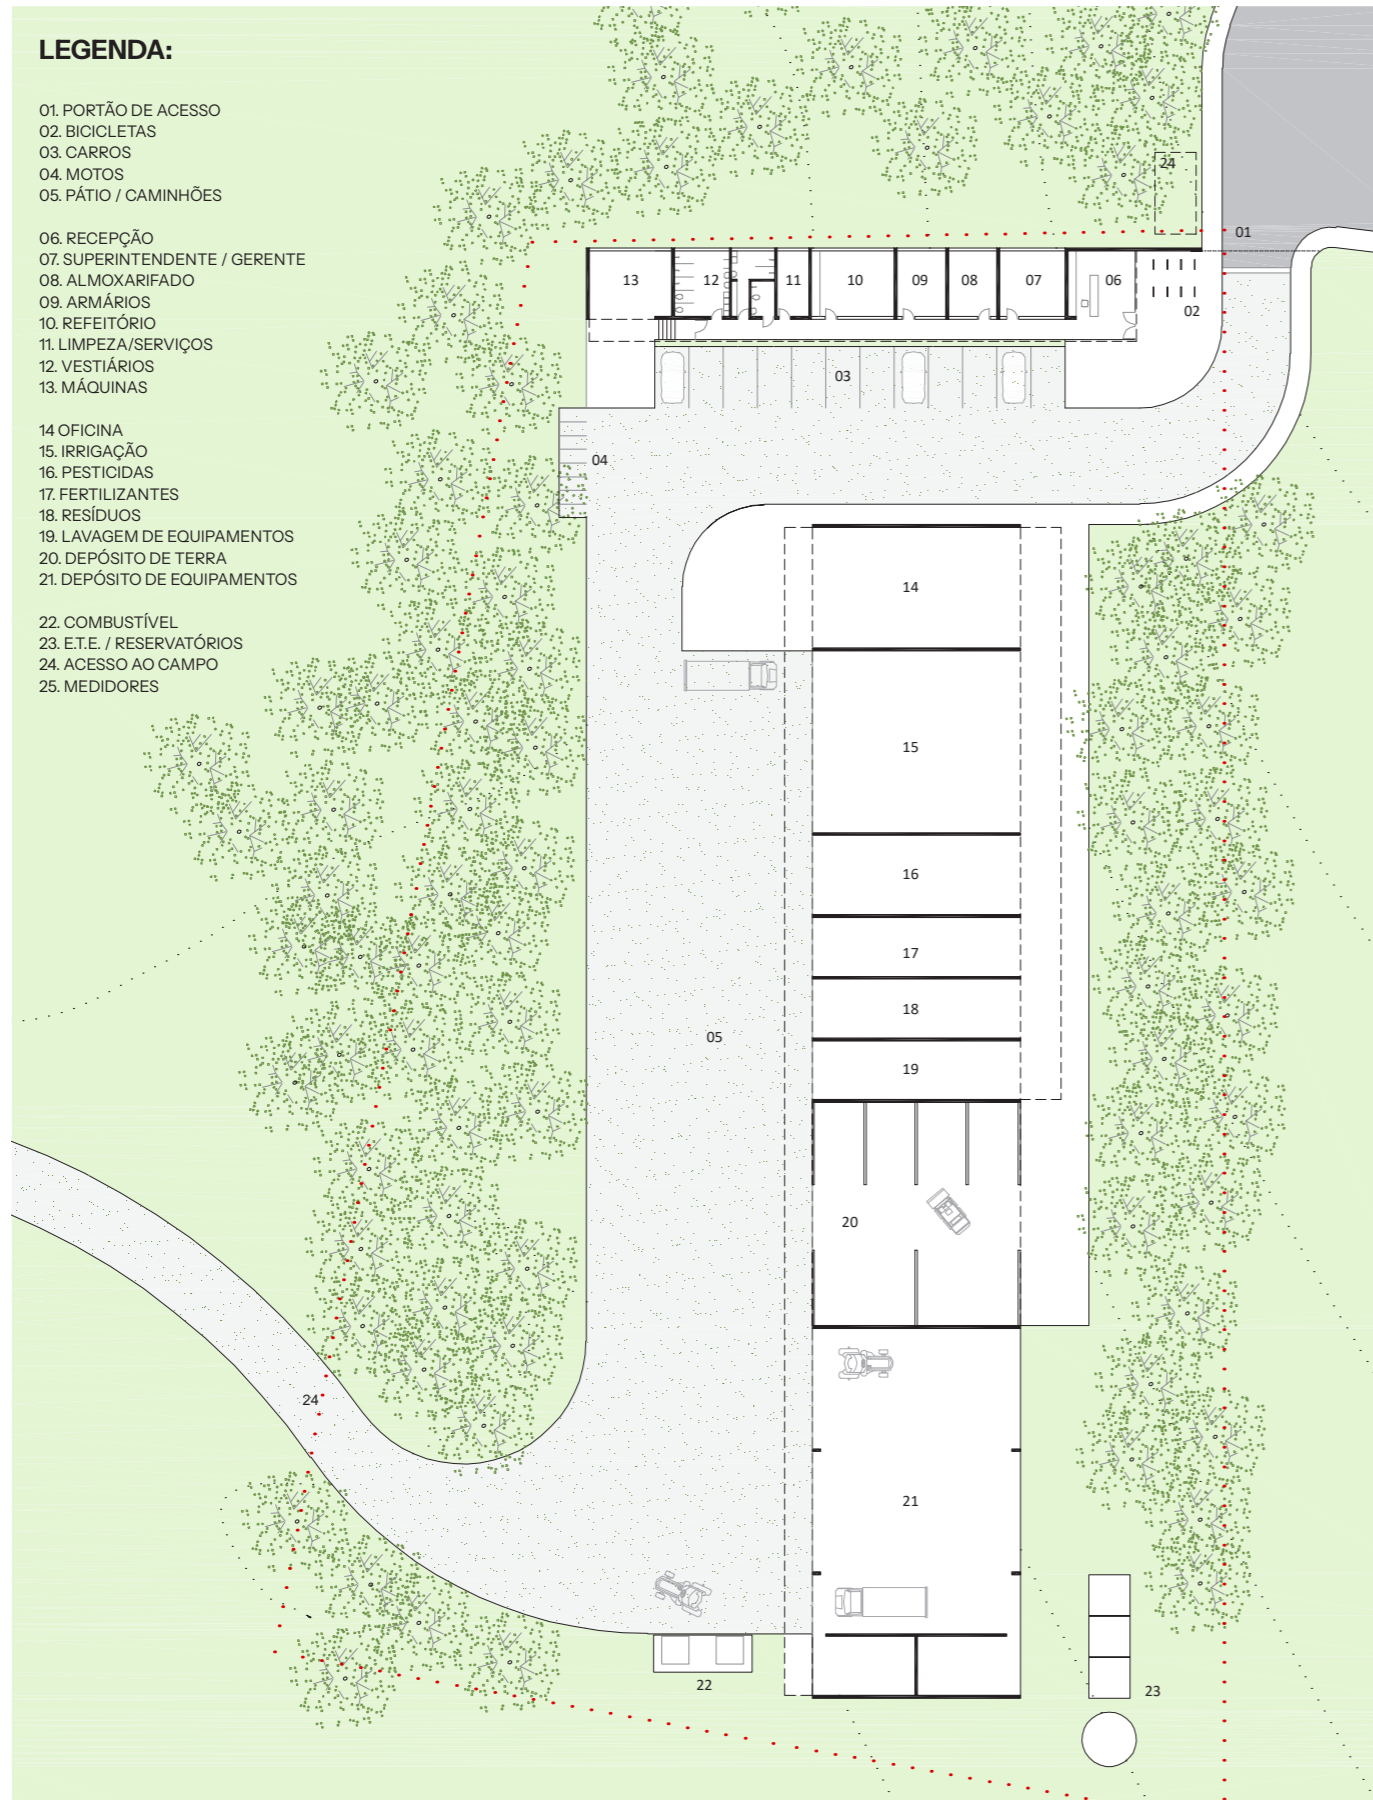 LEGENDA:
01. PORTÃO DE ACESSO
02. BICICLETAS
03. CARROS
04. MOTOS
05. PÁTIO / CAMINHÕES
06. RECEPÇÃO
07. SUPERINTENDENTE / GERENTE
08. ALMOXARIFADO
09. ARMÁRIOS
10. REFEITÓRIO
11. LIMPEZA/SERVIÇOS
12. VESTIÁRIOS
13. MÁQUINAS
14 OFICINA
15. IRRIGAÇÃO
16. PESTICIDAS
17. FERTILIZANTES
18. RESÍDUOS
19. LAVAGEM DE EQUIPAMENTOS
20. DEPÓSITO DE TERRA
21. DEPÓSITO DE EQUIPAMENTOS
22. COMBUSTÍVEL
23. E.T.E. / RESERVATÓRIOS
24. ACESSO AO CAMPO
25. MEDIDORES
24
01
13 12 11 10 09 08 07 06
02
03
04
14
15
16
17
18
05
19
20
24
21
22
23